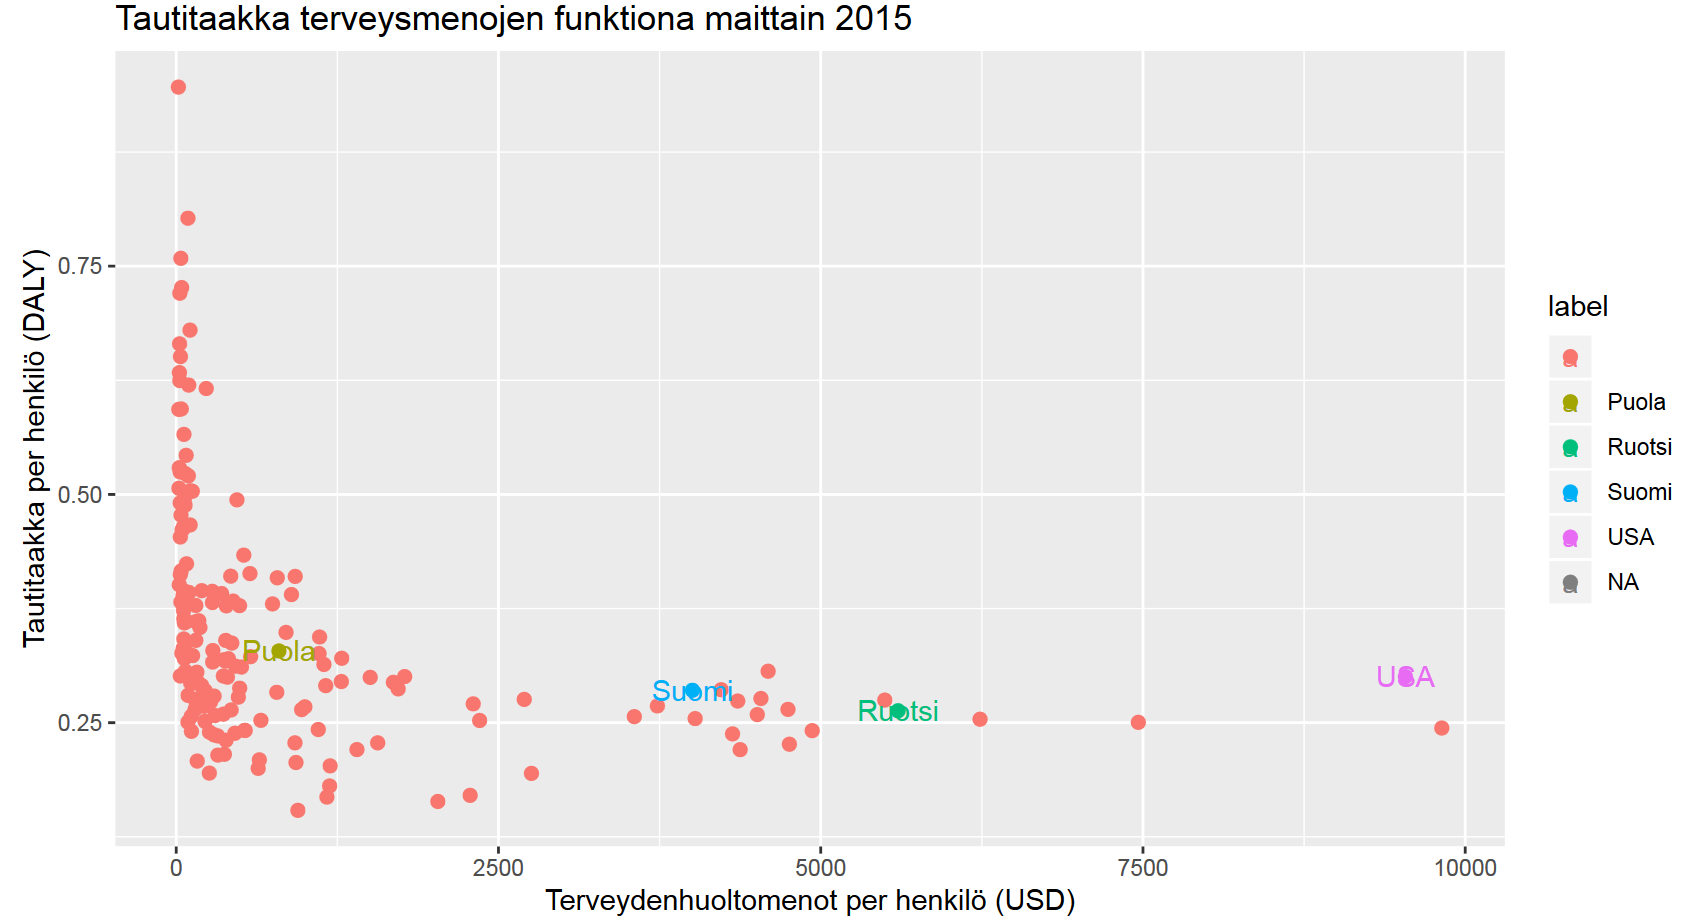 Tautitaakka terveysmenojen funktiona maittain 2015
Tautitaakka per henkilö (DALY)
0.75
0.50
0.25
Puola
Suomi
Ruotsi
USA
0
2500
5000
7500
10000
Terveydenhuoltomenot per henkilö (USD)
label
a
a Puola
a Ruotsi
a Suomi
a USA
a NA